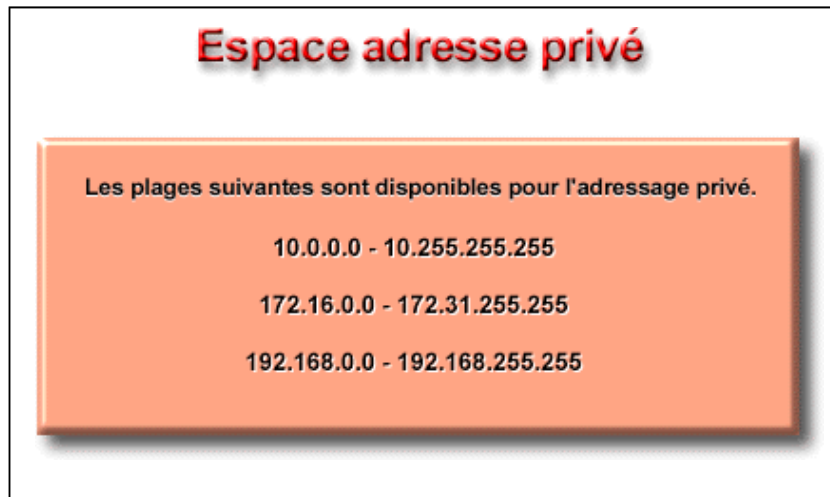 Espace adresse privé
Les plages suivantes sont disponibles pour l'adressage privé.
10.0.0.0 - 10.255.255.255
172.16.0.0 - 172.31.255.255
192.168.0.0 - 192.168.255.255